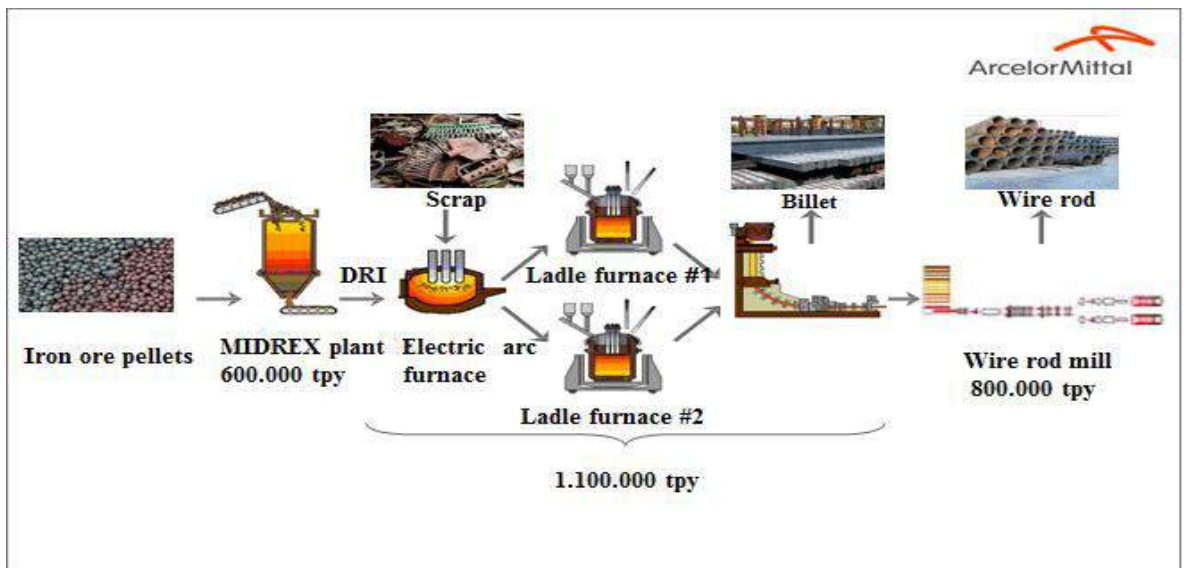 ArcelorMittal
Scrap
Billet
Wire rod
DRI
Ladle furnace #1
Iron ore pellets
MIDREX plant
600.000 tpy
Electric arc
furnace
Wire rod mill
800.000 tpy
Ladle furnace #2
1.100.000 tpy